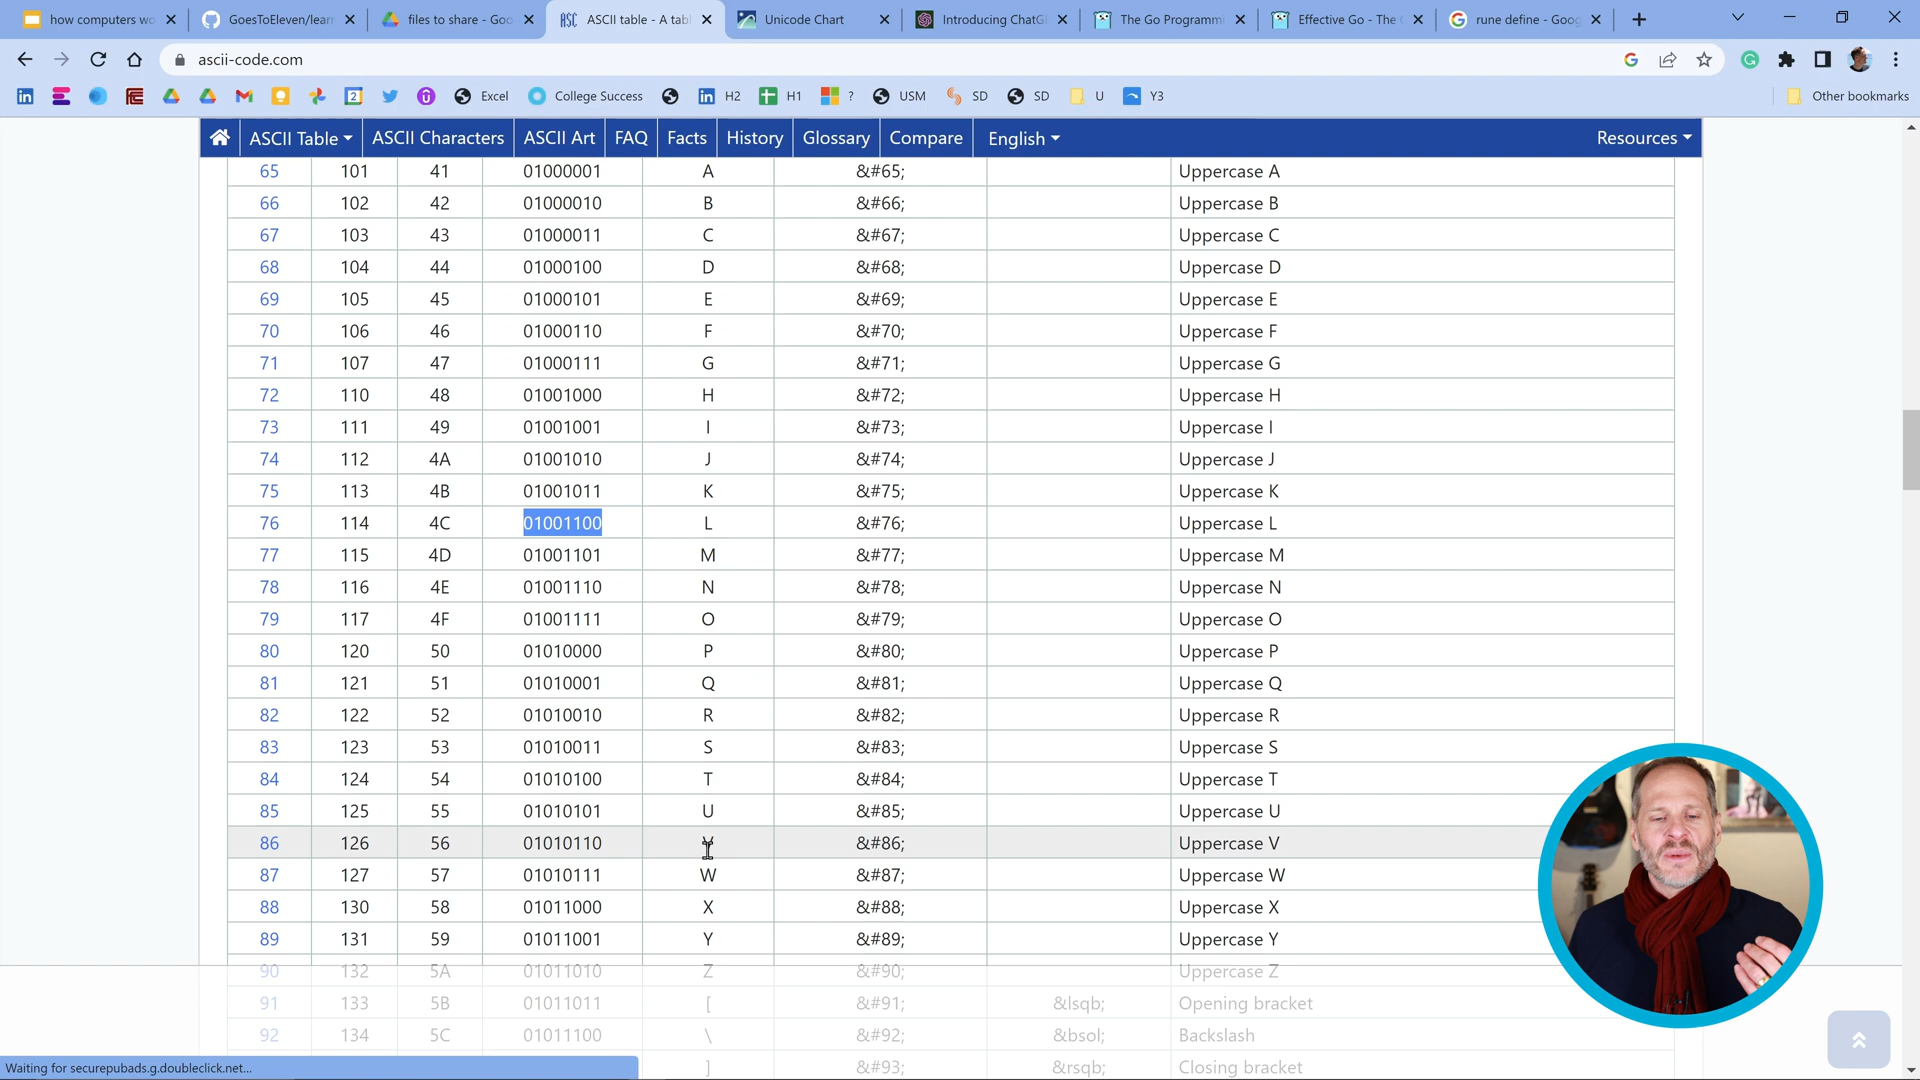 how computers wo
GoesToEleven/lear
files to share - Goo
ASC
ASCII table - A tab
Unicode Chart
Introducing ChatG
The Go Programmi
Effective Go - The G
rune define - Goog
ascii-code.com
Excel
College Success
H2
H1
?
USM
SD
SD
U
Y3
Other bookmarks
ASCII Table ASCII Characters ASCII Art FAQ Facts History Glossary Compare English Resources
65 101 41 01000001 A &#65; Uppercase A
66 102 42 01000010 B &#66; Uppercase B
67 103 43 01000011 C &#67; Uppercase C
68 104 44 01000100 D &#68; Uppercase D
69 105 45 01000101 E &#69; Uppercase E
70 106 46 01000110 F &#70; Uppercase F
71 107 47 01000111 G &#71; Uppercase G
72 110 48 01001000 H &#72; Uppercase H
73 111 49 01001001 I &#73; Uppercase I
74 112 4A 01001010 J &#74; Uppercase J
75 113 4B 01001011 K &#75; Uppercase K
76 114 4C 01001100 L &#76; Uppercase L
77 115 4D 01001101 M &#77; Uppercase M
78 116 4E 01001110 N &#78; Uppercase N
79 117 4F 01001111 O &#79; Uppercase O
80 120 50 01010000 P &#80; Uppercase P
81 121 51 01010001 Q &#81; Uppercase Q
82 122 52 01010010 R &#82; Uppercase R
83 123 53 01010011 S &#83; Uppercase S
84 124 54 01010100 T &#84; Uppercase T
85 125 55 01010101 U &#85; Uppercase U
86 126 56 01010110 V &#86; Uppercase V
87 127 57 01010111 W &#87; Uppercase W
88 130 58 01011000 X &#88; Uppercase X
89 131 59 01011001 Y &#89; Uppercase Y
90 132 5A 01011010 Z &#90; Uppercase Z
91 133 5B 01011011 [ &#91; &lsqb; Opening bracket
92 134 5C 01011100 \ &#92; &bsol; Backslash
] &#93; &rsqb; Closing bracket
Waiting for securepubads.g.doubleclick.net...